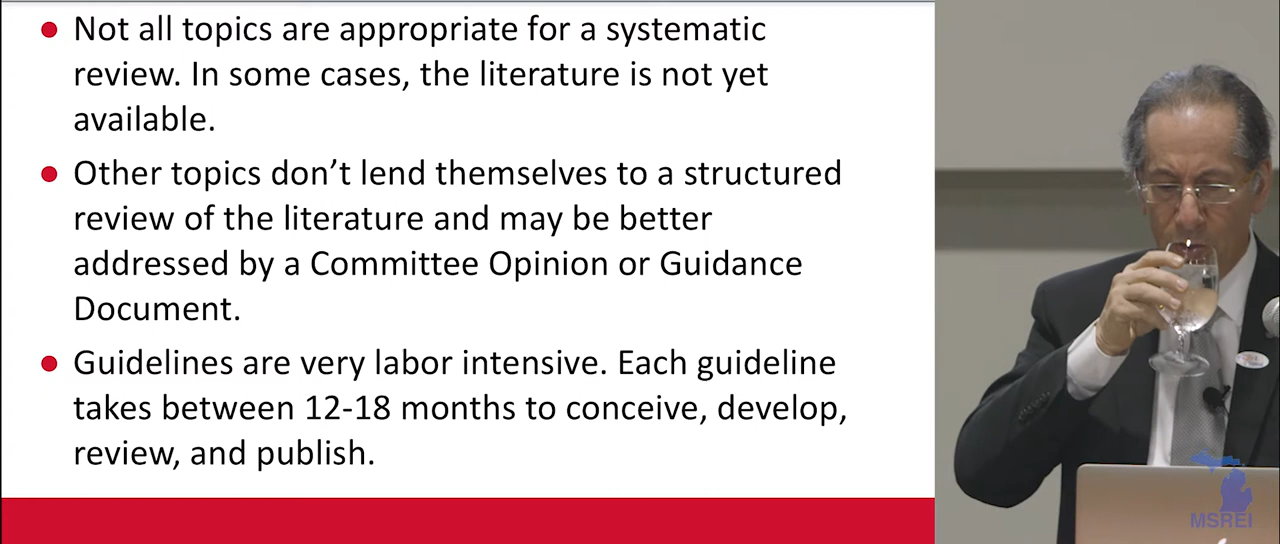 Not all topics are appropriate for a systematic
review. In some cases, the literature is not yet
available.
Other topics don’t lend themselves to a structured
review of the literature and may be better
addressed by a Committee Opinion or Guidance
Document.
Guidelines are very labor intensive. Each guideline
takes between 12-18 months to conceive, develop,
review, and publish.
MSREI